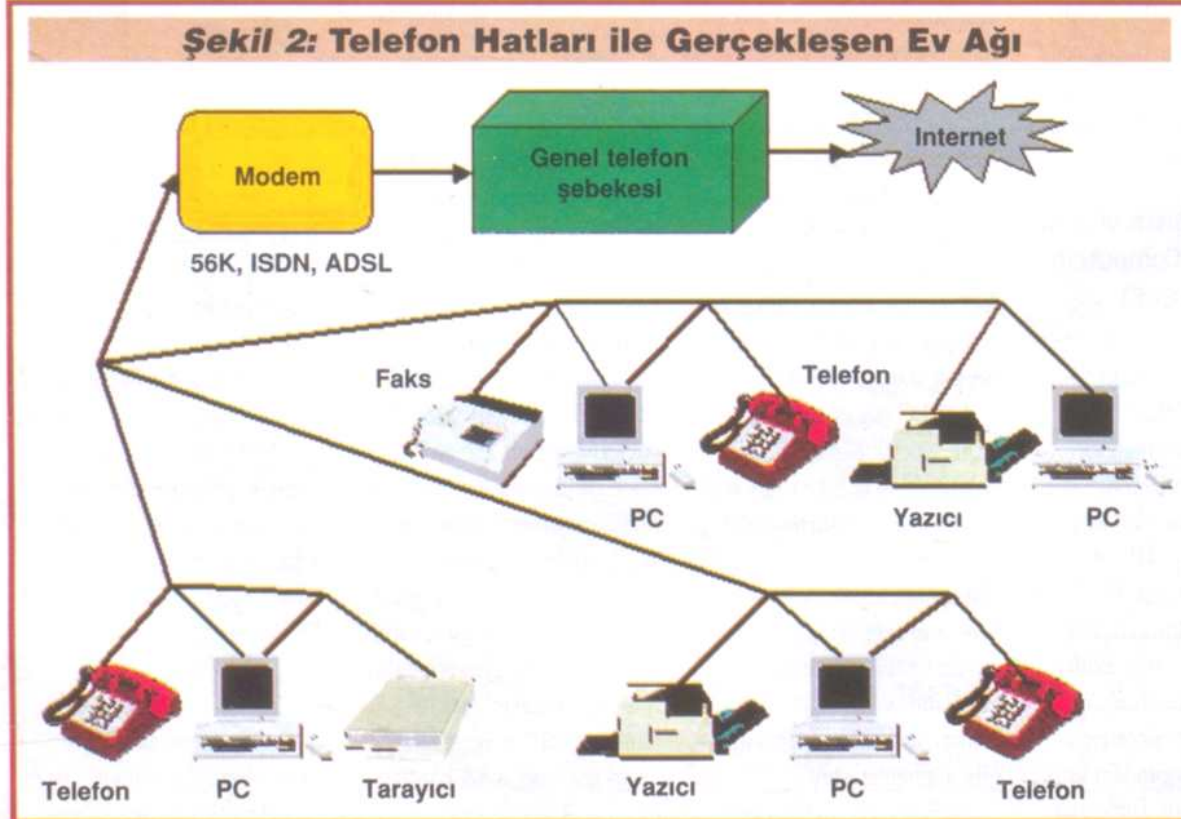 Şekil 2: Telefon Hatları ile Gerçekleşen Ev Ağı
Modem
Genel telefon
şebekesi
Internet
56K, ISDN, ADSL
Faks
Telefon
PC
Yazıcı
PC
Telefon
PC
Tarayıcı
Yazıcı
PC
Telefon